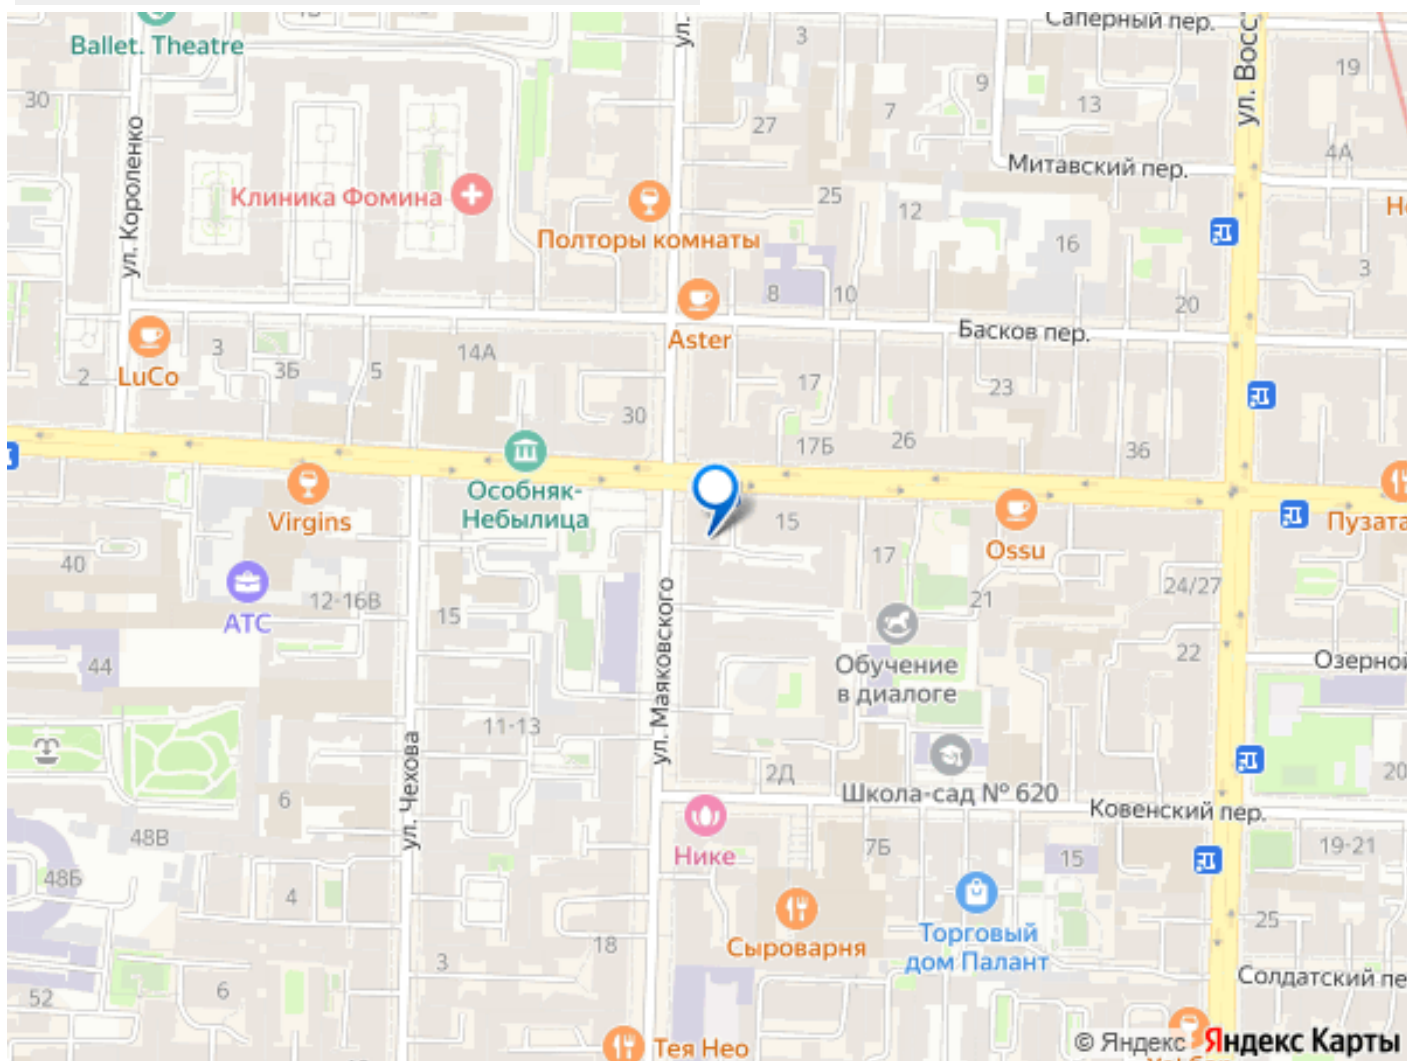 Ballet. Theatre
13
ул.
Саперный пер.
ул. Восс
3
9
19
30
7
13
27
4А
ул. Короленко
Митавский пер.
Клиника Фомина
25
12
Полторы комнаты
16
3
8
10
20
Aster
Басков пер.
LuCo
3
3Б
5
14А
2
17
23
30
17Б
26
36
Особняк-
Небылица
Virgins
15
Ossu
Пузата
40
17
АТС
12-16В
15
21
24/27
ул. Маяковского
Обучение
в диалоге
22
Озерной
44
11-13
ул. Чехова
2Д
20
6
Школа-сад № 620
Ковенский пер.
48В
Нике
7Б
15
19-21
48Б
4
Сыроварня
Торговый
дом Палант
25
18
3
Солдатский пе
52
6
Тея Нео
© Яндекс Яндекс Карты